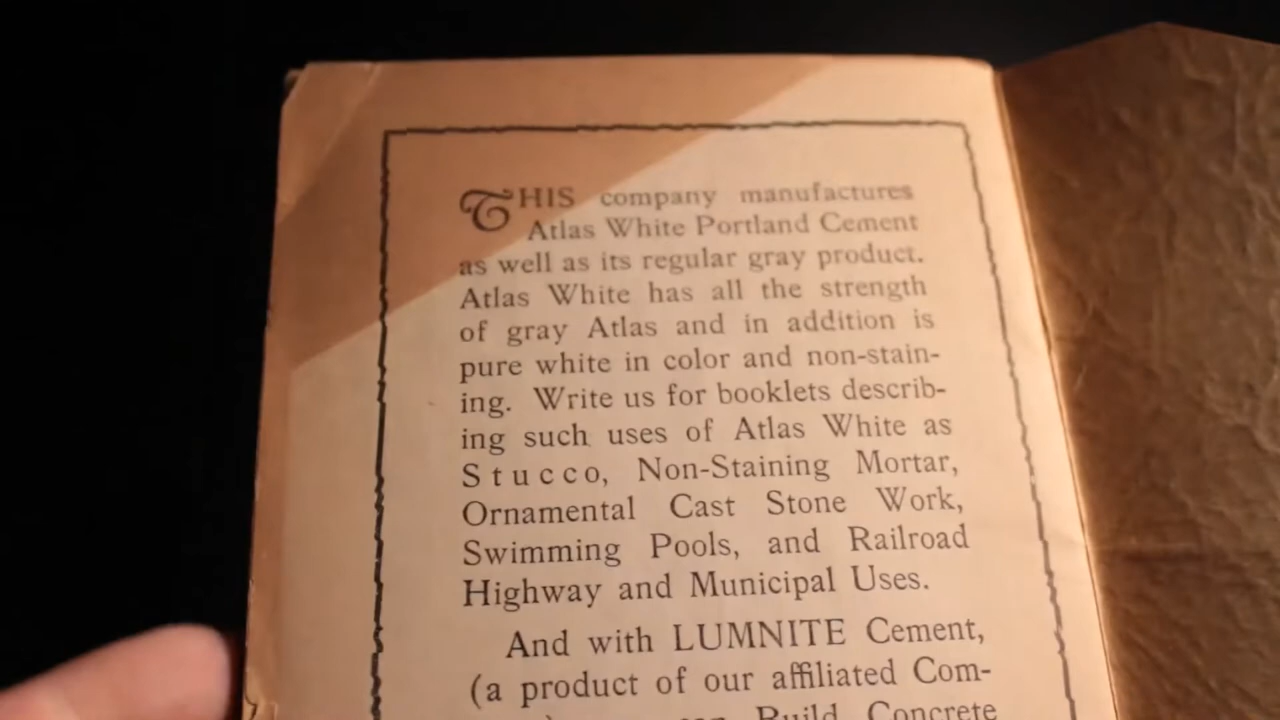 THIS company manufactures
Atlas White Portland Cement
as well as its regular gray product.
Atlas White has all the strength
of gray Atlas and in addition is
pure white in color and non-stain-
ing. Write us for booklets describ-
ing such uses of Atlas White as
Stucco, Non-Staining Mortar,
Ornamental Cast Stone Work,
Swimming Pools, and Railroad
Highway and Municipal Uses.
And with LUMNITE Cement,
(a product of our affiliated Com-
Build Concrete